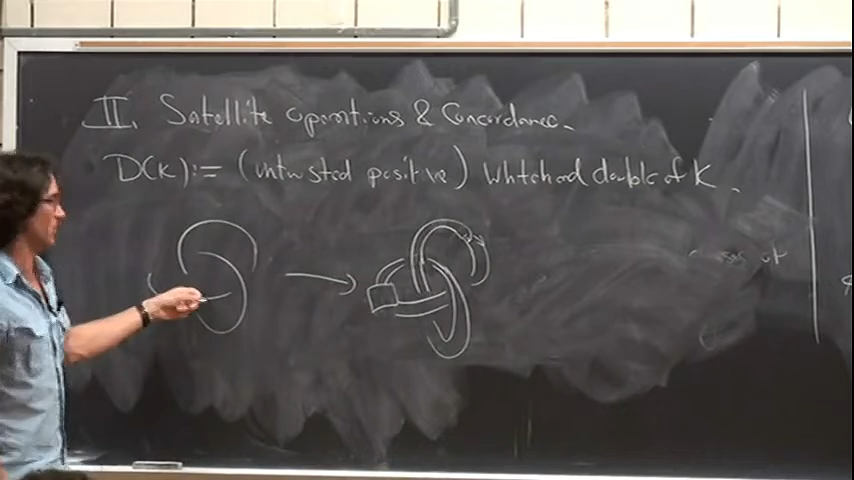 II. Satellite operations & Concordance.
D(K) := (untwisted positive) Whitehead double of K.